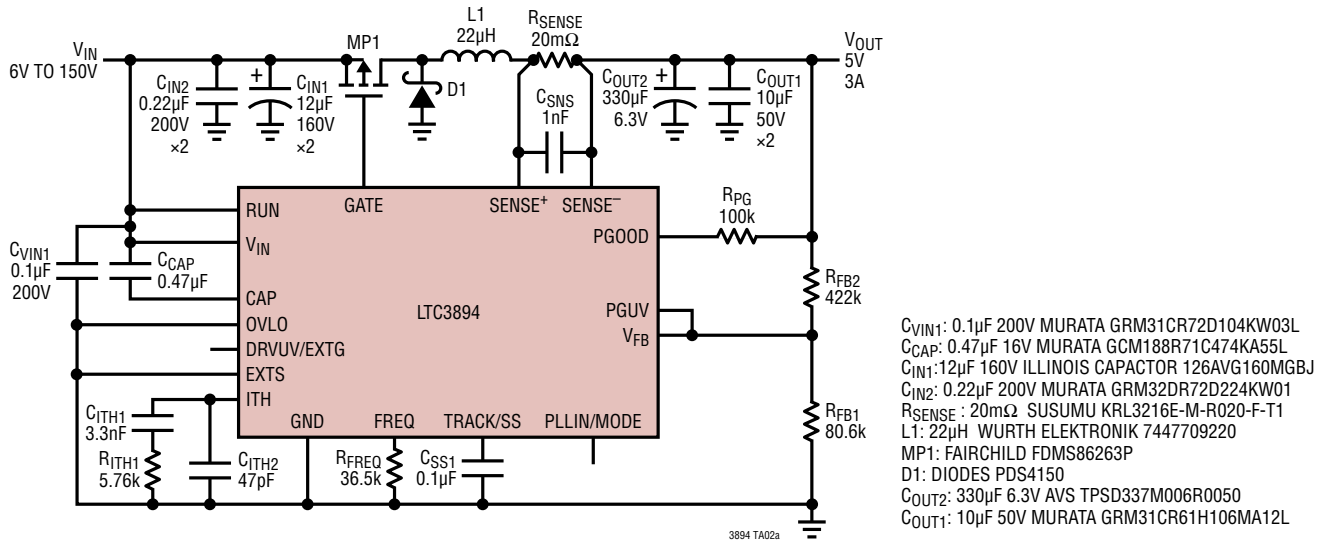 L1
22µH
RSENSE
20mΩ
VIN
6V TO 150V
MP1
VOUT
5V
3A
CIN2
0.22µF
200V
×2
+
CIN1
12µF
160V
×2
D1
CSNS
1nF
COUT2
330µF
6.3V
+
COUT1
10µF
50V
×2
RUN
GATE
SENSE+
SENSE–
VIN
PGOOD
RPG
100k
CVIN1
0.1µF
200V
CCAP
0.47µF
CAP
LTC3894
PGUV
VFB
RFB2
422k
OVLO
DRVUV/EXTG
EXTS
ITH
GND
FREQ
TRACK/SS
PLLIN/MODE
CITH1
3.3nF
RITH1
5.76k
CITH2
47pF
RFREQ
36.5k
CSS1
0.1µF
RFB1
80.6k
3894 TA02a
CVIN1: 0.1µF 200V MURATA GRM31CR72D104KW03L
CCAP: 0.47µF 16V MURATA GCM188R71C474KA55L
CIN1:12µF 160V ILLINOIS CAPACTOR 126AVG160MGBJ
CIN2: 0.22µF 200V MURATA GRM32DR72D224KW01
RSENSE : 20mΩ SUSUMU KRL3216E-M-R020-F-T1
L1: 22µH WURTH ELEKTRONIK 7447709220
MP1: FAIRCHILD FDMS86263P
D1: DIODES PDS4150
COUT2: 330µF 6.3V AVS TPSD337M006R0050
COUT1: 10µF 50V MURATA GRM31CR61H106MA12L